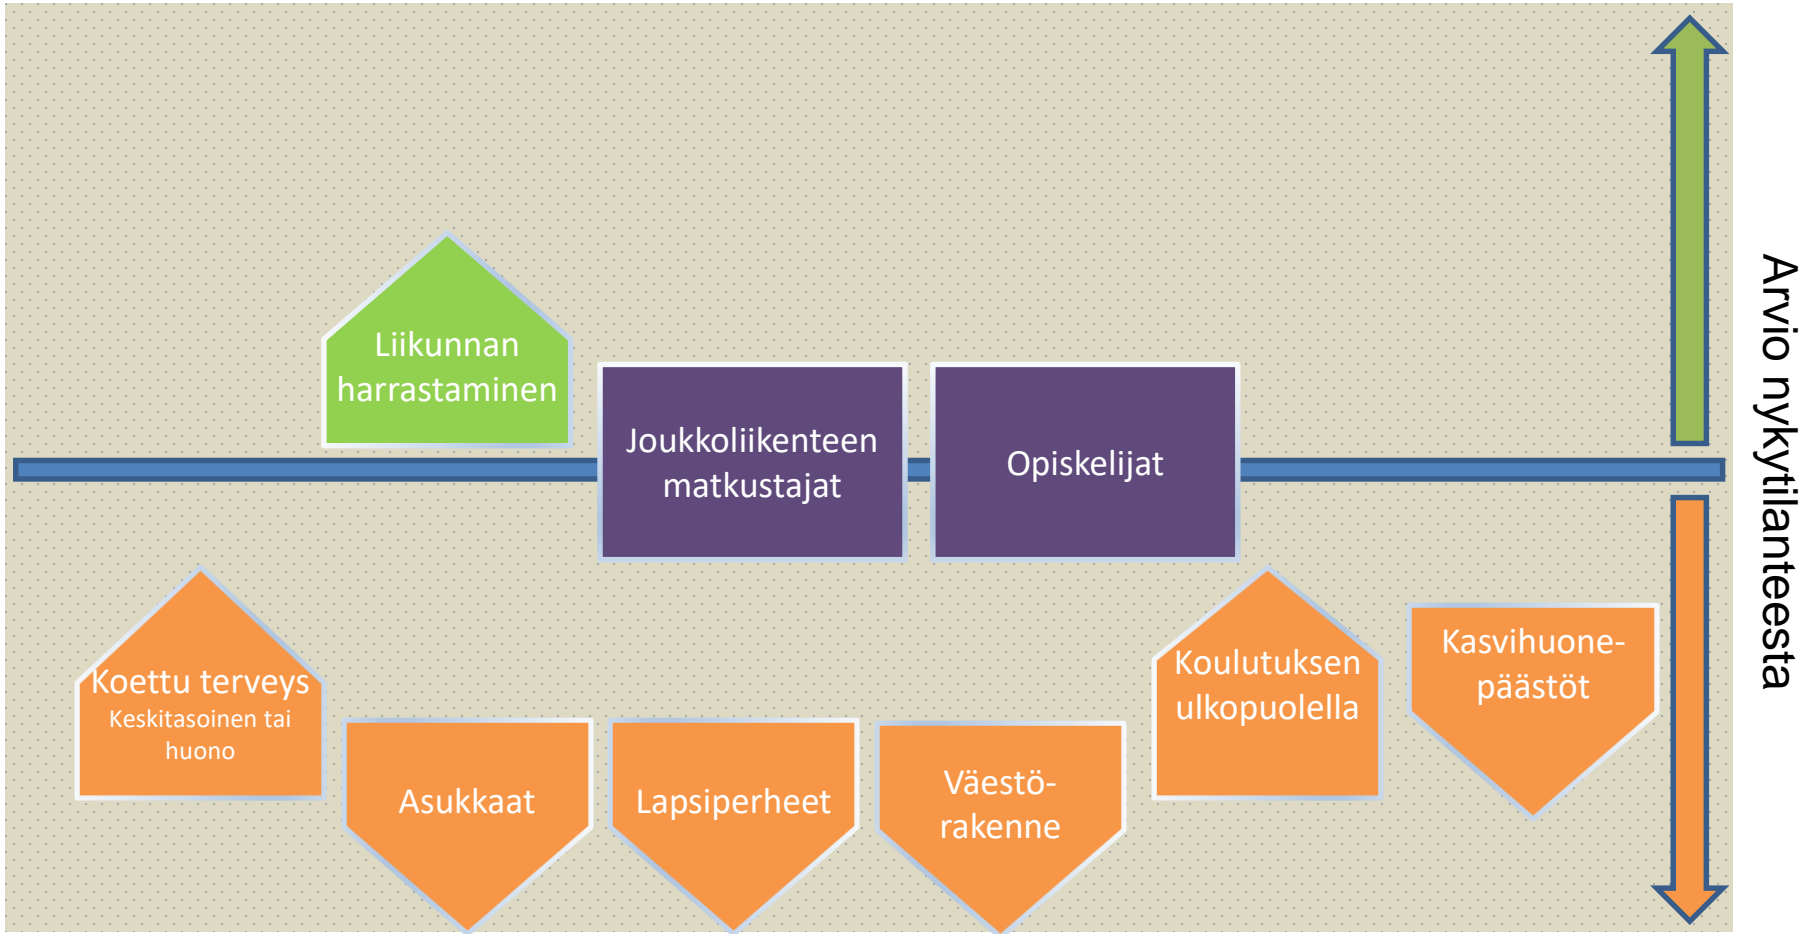 Liikunnan
harrastaminen
Joukkoliikenteen
matkustajat
Opiskelijat
Koettu terveys
Keskitasoinen tai
huono
Asukkaat
Lapsiperheet
Väestö-
rakenne
Koulutuksen
ulkopuolella
Kasvihuone-
päästöt
Arvio nykytilanteesta